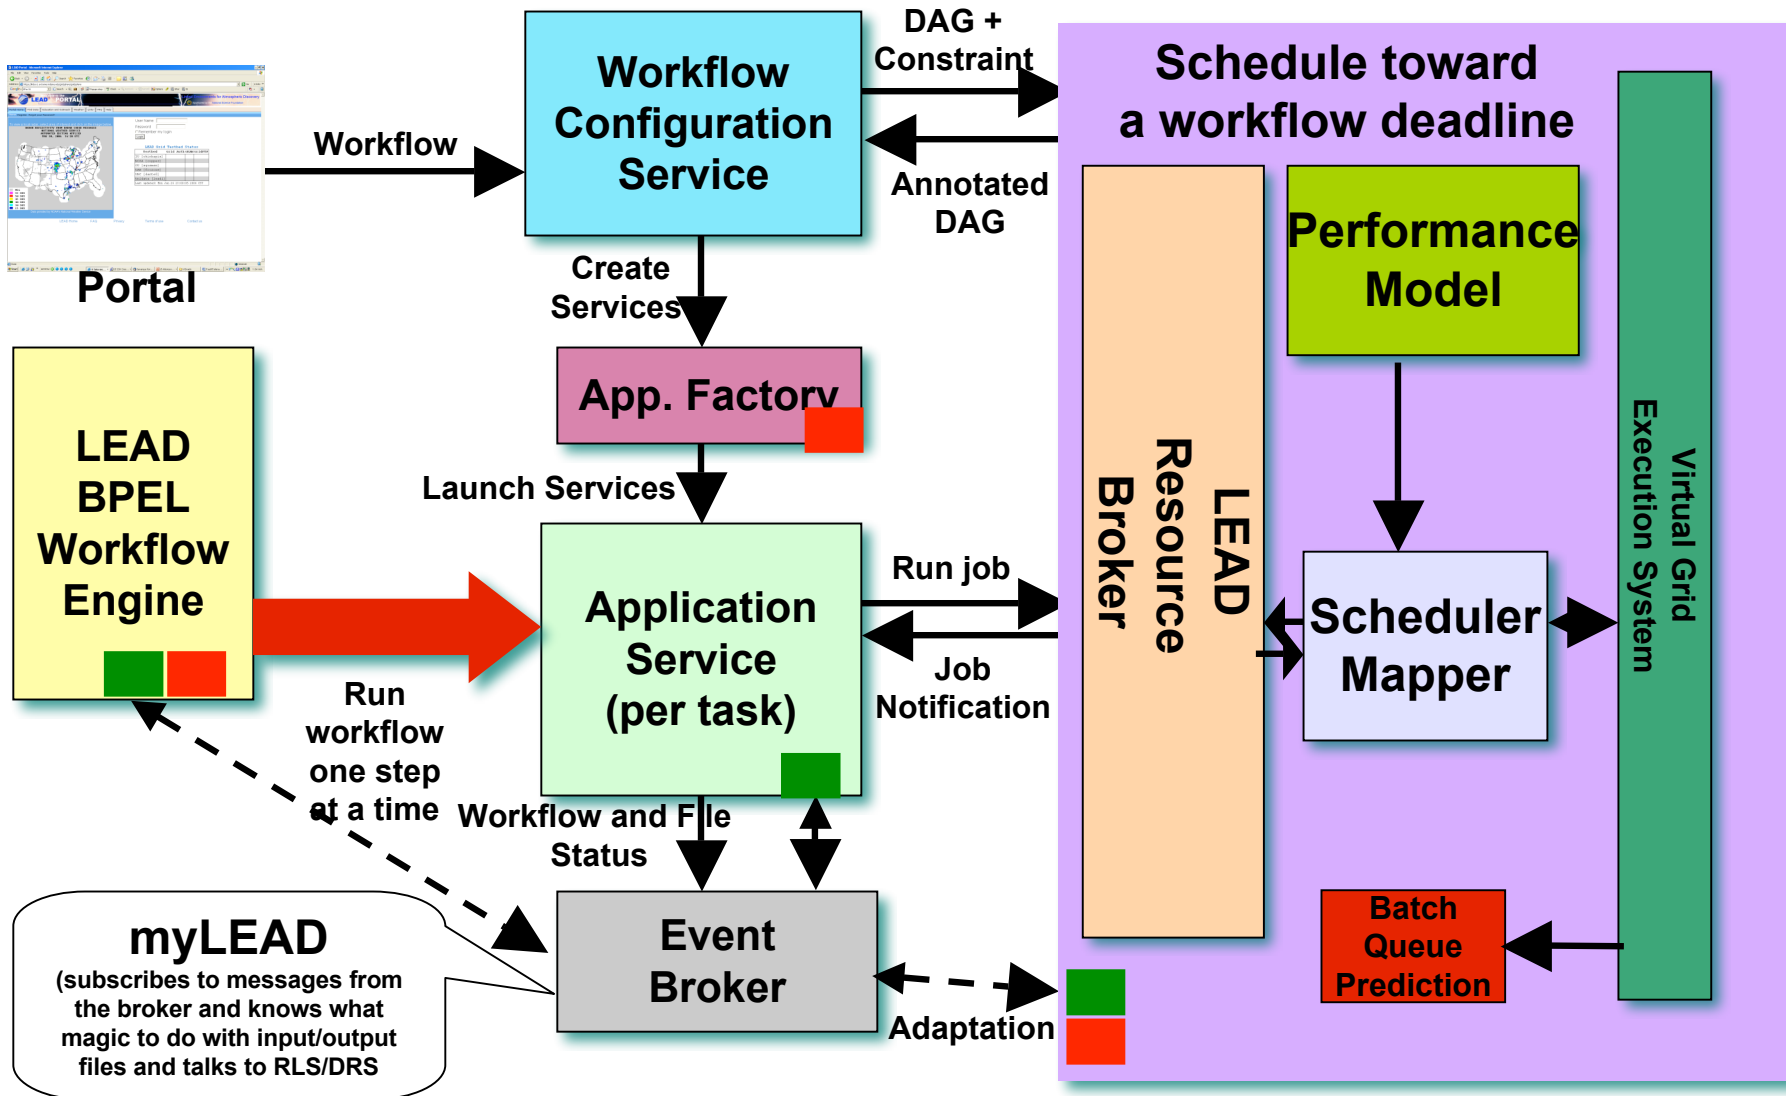 DAG +
Constraint
Workflow
Configuration
Service
Schedule toward
a workflow deadline
LEAD PORTAL
Workflow
Annotated
DAG
Portal
Performance
Model
Create
Services
App. Factory
LEAD
BPEL
Workflow
Engine
Launch Services
LEAD
Resource
Broker
Virtual Grid
Execution System
Application
Service
(per task)
Run job
Job
Notification
Scheduler
Mapper
Run
workflow
one step
at a time
Workflow and File
Status
Event
Broker
Batch
Queue
Prediction
Adaptation
myLEAD
(subscribes to messages from
the broker and knows what
magic to do with input/output
files and talks to RLS/DRS